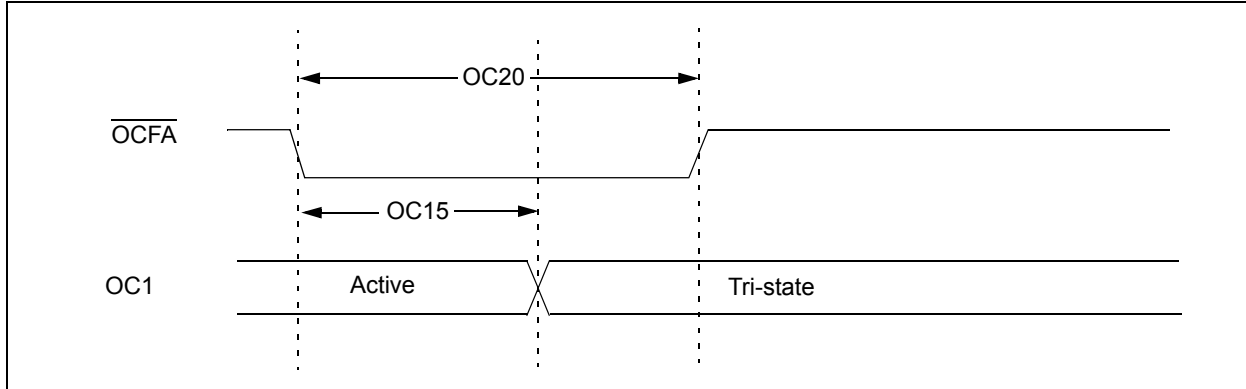 OC20
OCFA
OC15
OC1
Active
Tri-state